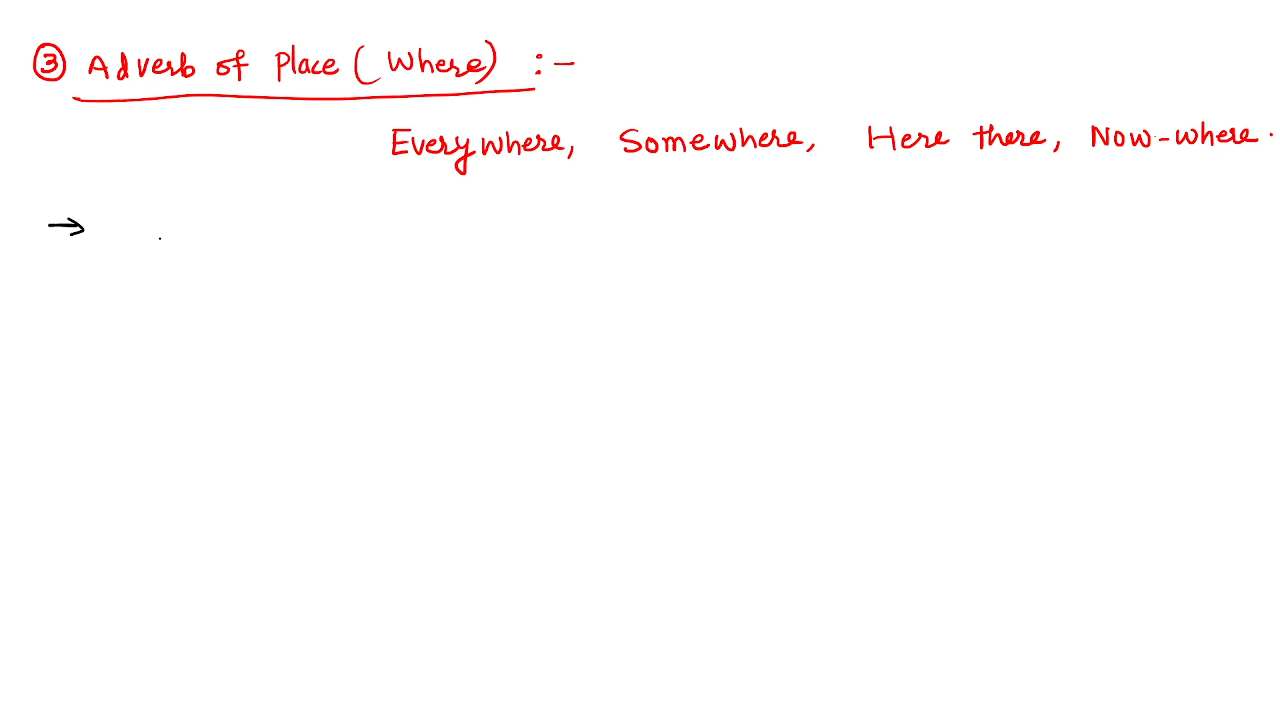 ③ Adverb of Place (Where) :-
Everywhere, Somewhere, Here there, Now-where.
→